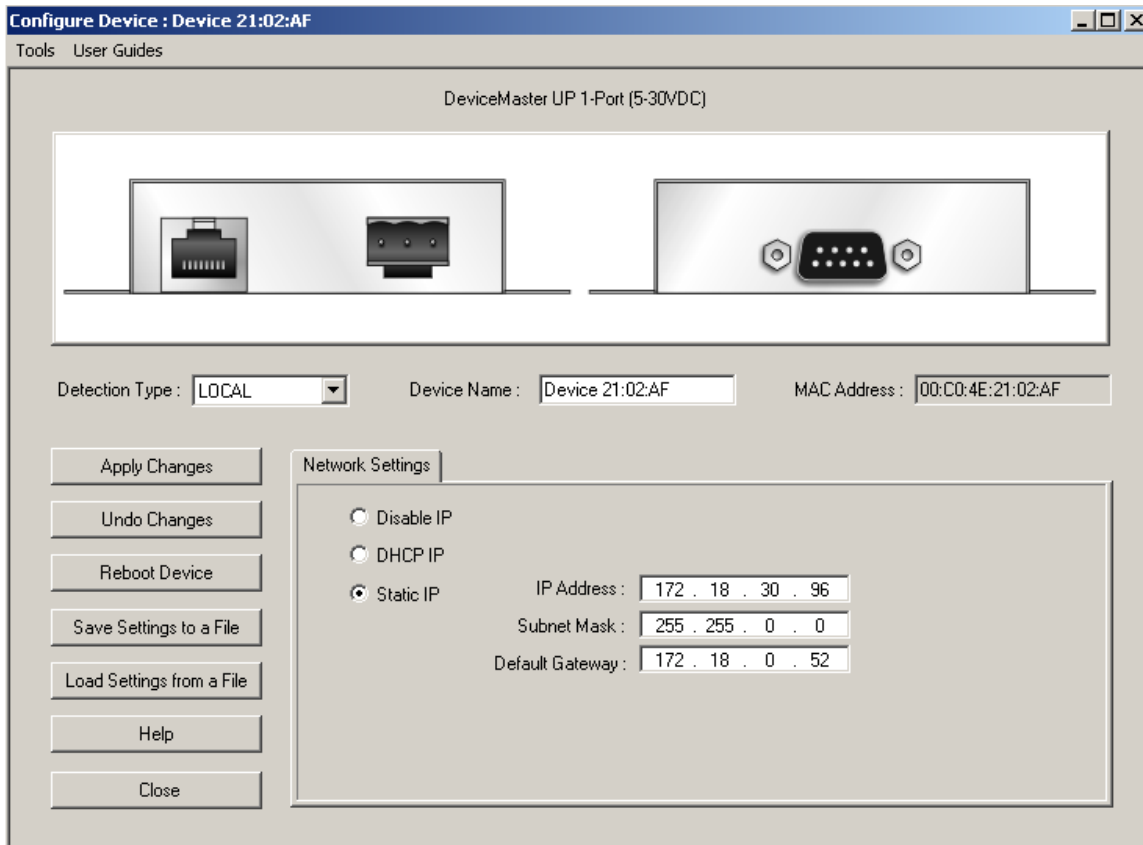 Configure Device : Device 21:02:AF
Tools User Guides
DeviceMaster UP 1-Port (5-30VDC)
Detection Type : LOCAL Device Name : Device 21:02:AF MAC Address : 00:C0:4E:21:02:AF
Apply Changes
Undo Changes
Reboot Device
Save Settings to a File
Load Settings from a File
Help
Close
Network Settings
Disable IP
DHCP IP
Static IP
IP Address : 172 . 18 . 30 . 96
Subnet Mask : 255 . 255 . 0 . 0
Default Gateway : 172 . 18 . 0 . 52